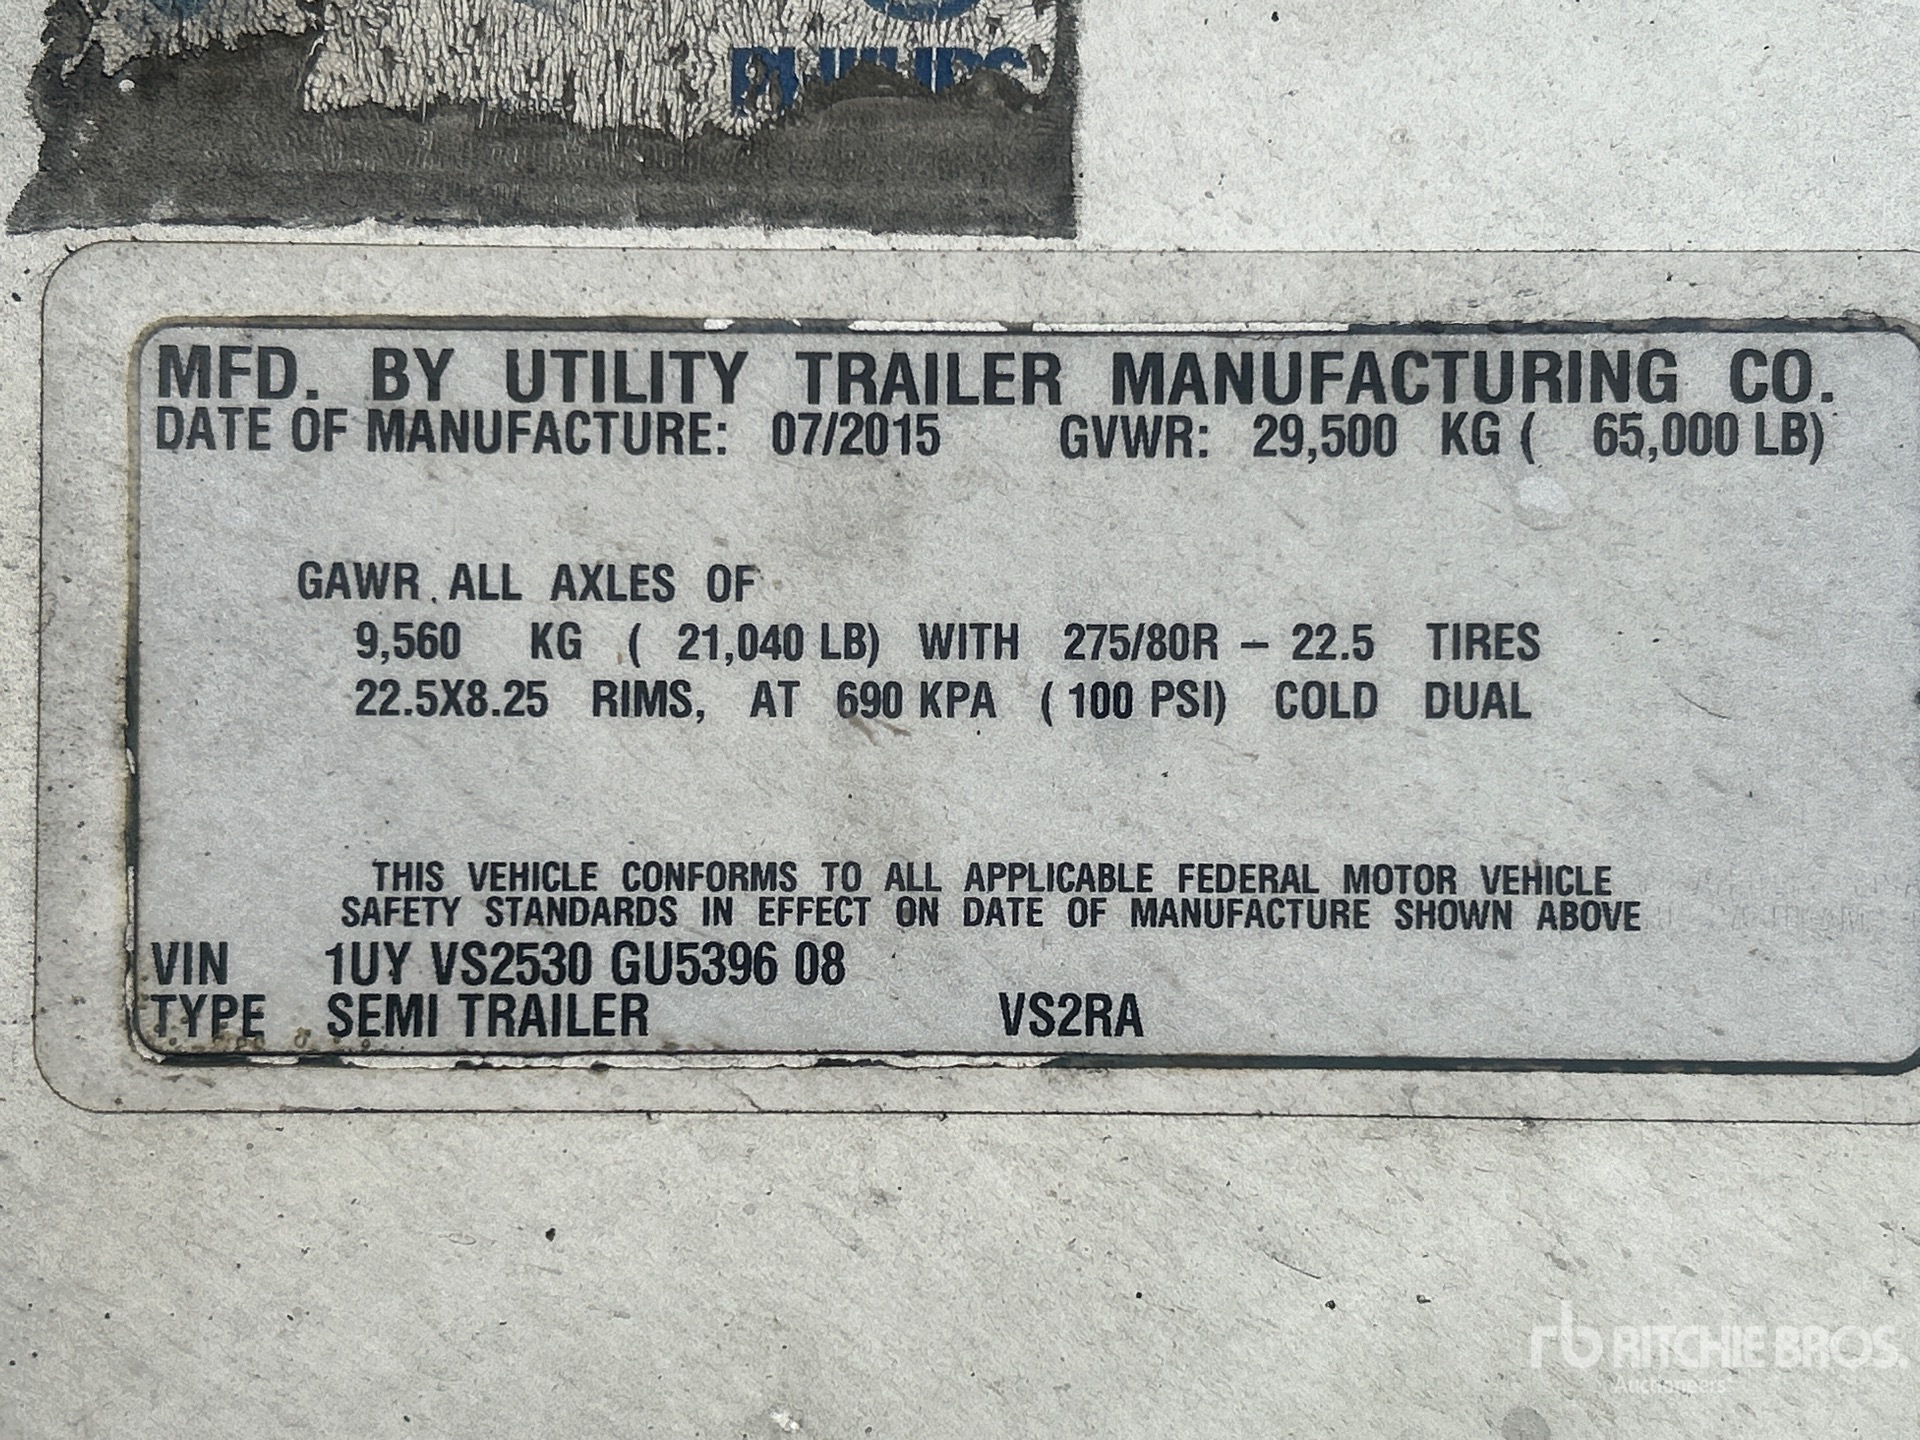 PHILLIPS
MFD. BY UTILITY TRAILER MANUFACTURING CO.
DATE OF MANUFACTURE: 07/2015 GVWR: 29,500 KG ( 65,000 LB)
GAWR ALL AXLES OF
9,560 KG ( 21,040 LB) WITH 275/80R – 22.5 TIRES
22.5X8.25 RIMS, AT 690 KPA ( 100 PSI) COLD DUAL
THIS VEHICLE CONFORMS TO ALL APPLICABLE FEDERAL MOTOR VEHICLE
SAFETY STANDARDS IN EFFECT ON DATE OF MANUFACTURE SHOWN ABOVE
VIN 1UY VS2530 GU5396 08
TYPE SEMI TRAILER VS2RA
rb RITCHIE BROS.
Auctioneers